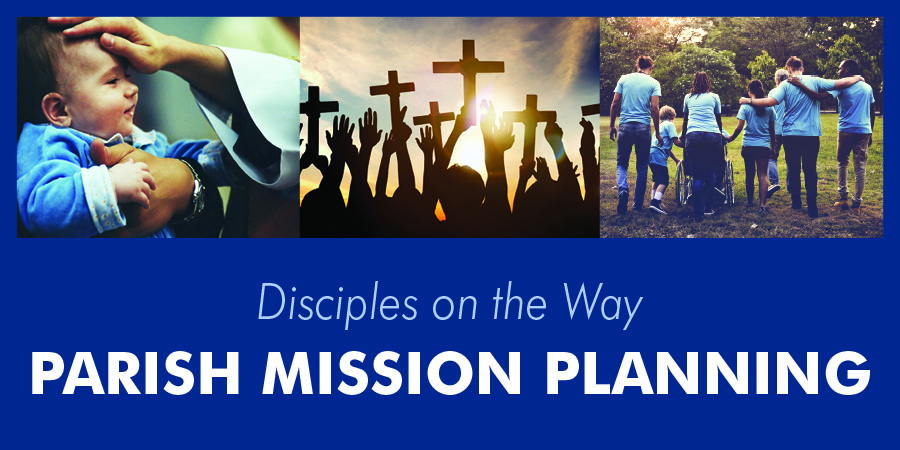 Disciples on the Way
PARISH MISSION PLANNING